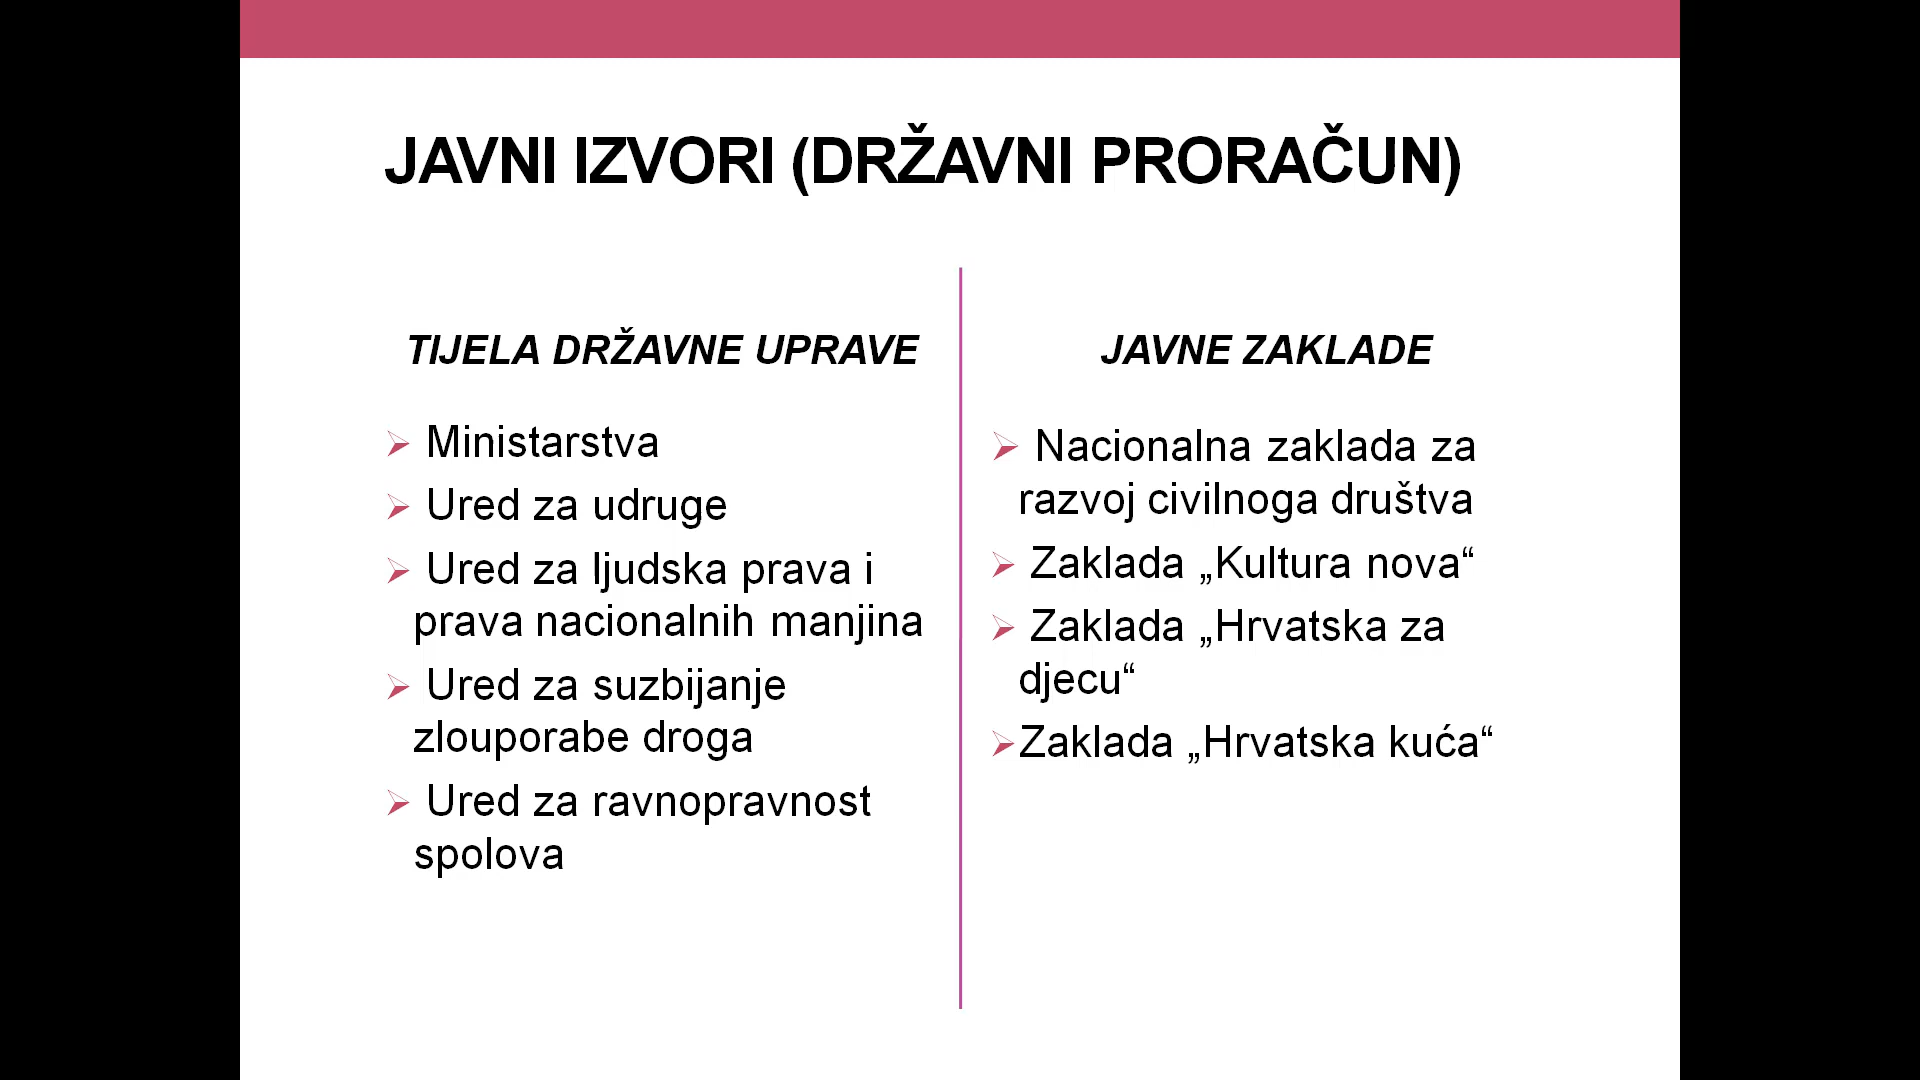 JAVNI IZVORI (DRŽAVNI PRORAČUN)
TIJELA DRŽAVNE UPRAVE
Ministarstva
Ured za udruge
Ured za ljudska prava i
prava nacionalnih manjina
Ured za suzbijanje
zlouporabe droga
Ured za ravnopravnost
spolova
JAVNE ZAKLADE
Nacionalna zaklada za
razvoj civilnoga društva
Zaklada „Kultura nova“
Zaklada „Hrvatska za
djecu“
Zaklada „Hrvatska kuća“